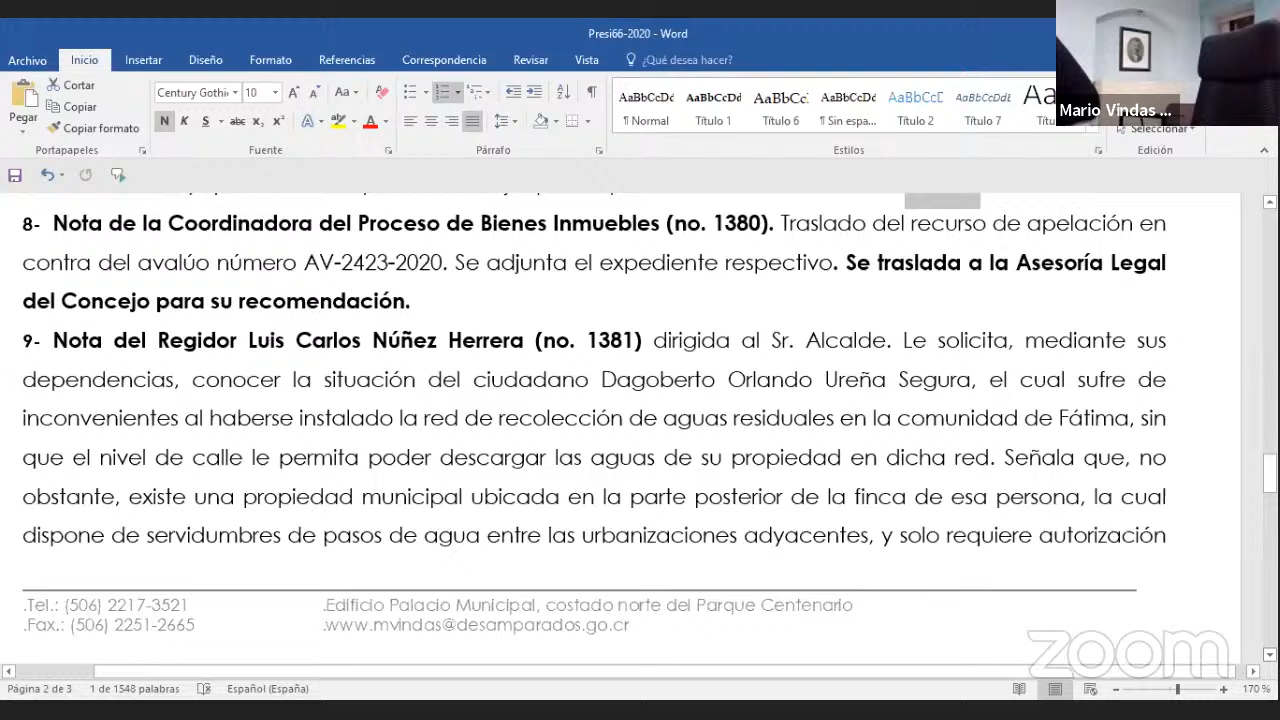 Presi66-2020 - Word
Archivo Inicio Insertar Diseño Formato Referencias Correspondencia Revisar Vista ¿Qué desea hacer?
Mario Vindas ...
Pegar
Cortar
Copiar
Copiar formato
Century Gothi 10
N K S abc x₂ x²
AaBbCcDc AaBbCcDc AaBbCc: AaBbCcDc AaBbCcD AaBbCcDdE Aa
¶ Normal Título 1 Título 6 ¶ Sin espa... Título 2 Título 7
Seleccionar
Portapapeles Fuente Párrafo Estilos Edición
8- Nota de la Coordinadora del Proceso de Bienes Inmuebles (no. 1380). Traslado del recurso de apelación en
contra del avalúo número AV-2423-2020. Se adjunta el expediente respectivo. Se traslada a la Asesoría Legal
del Concejo para su recomendación.
9- Nota del Regidor Luis Carlos Núñez Herrera (no. 1381) dirigida al Sr. Alcalde. Le solicita, mediante sus
dependencias, conocer la situación del ciudadano Dagoberto Orlando Ureña Segura, el cual sufre de
inconvenientes al haberse instalado la red de recolección de aguas residuales en la comunidad de Fátima, sin
que el nivel de calle le permita poder descargar las aguas de su propiedad en dicha red. Señala que, no
obstante, existe una propiedad municipal ubicada en la parte posterior de la finca de esa persona, la cual
dispone de servidumbres de pasos de agua entre las urbanizaciones adyacentes, y solo requiere autorización
.Tel.: (506) 2217-3521 .Edificio Palacio Municipal, costado norte del Parque Centenario
.Fax.: (506) 2251-2665 .www.mvindas@desamparados.go.cr
zoom
Página 2 de 3 1 de 1548 palabras Español (España) 170 %